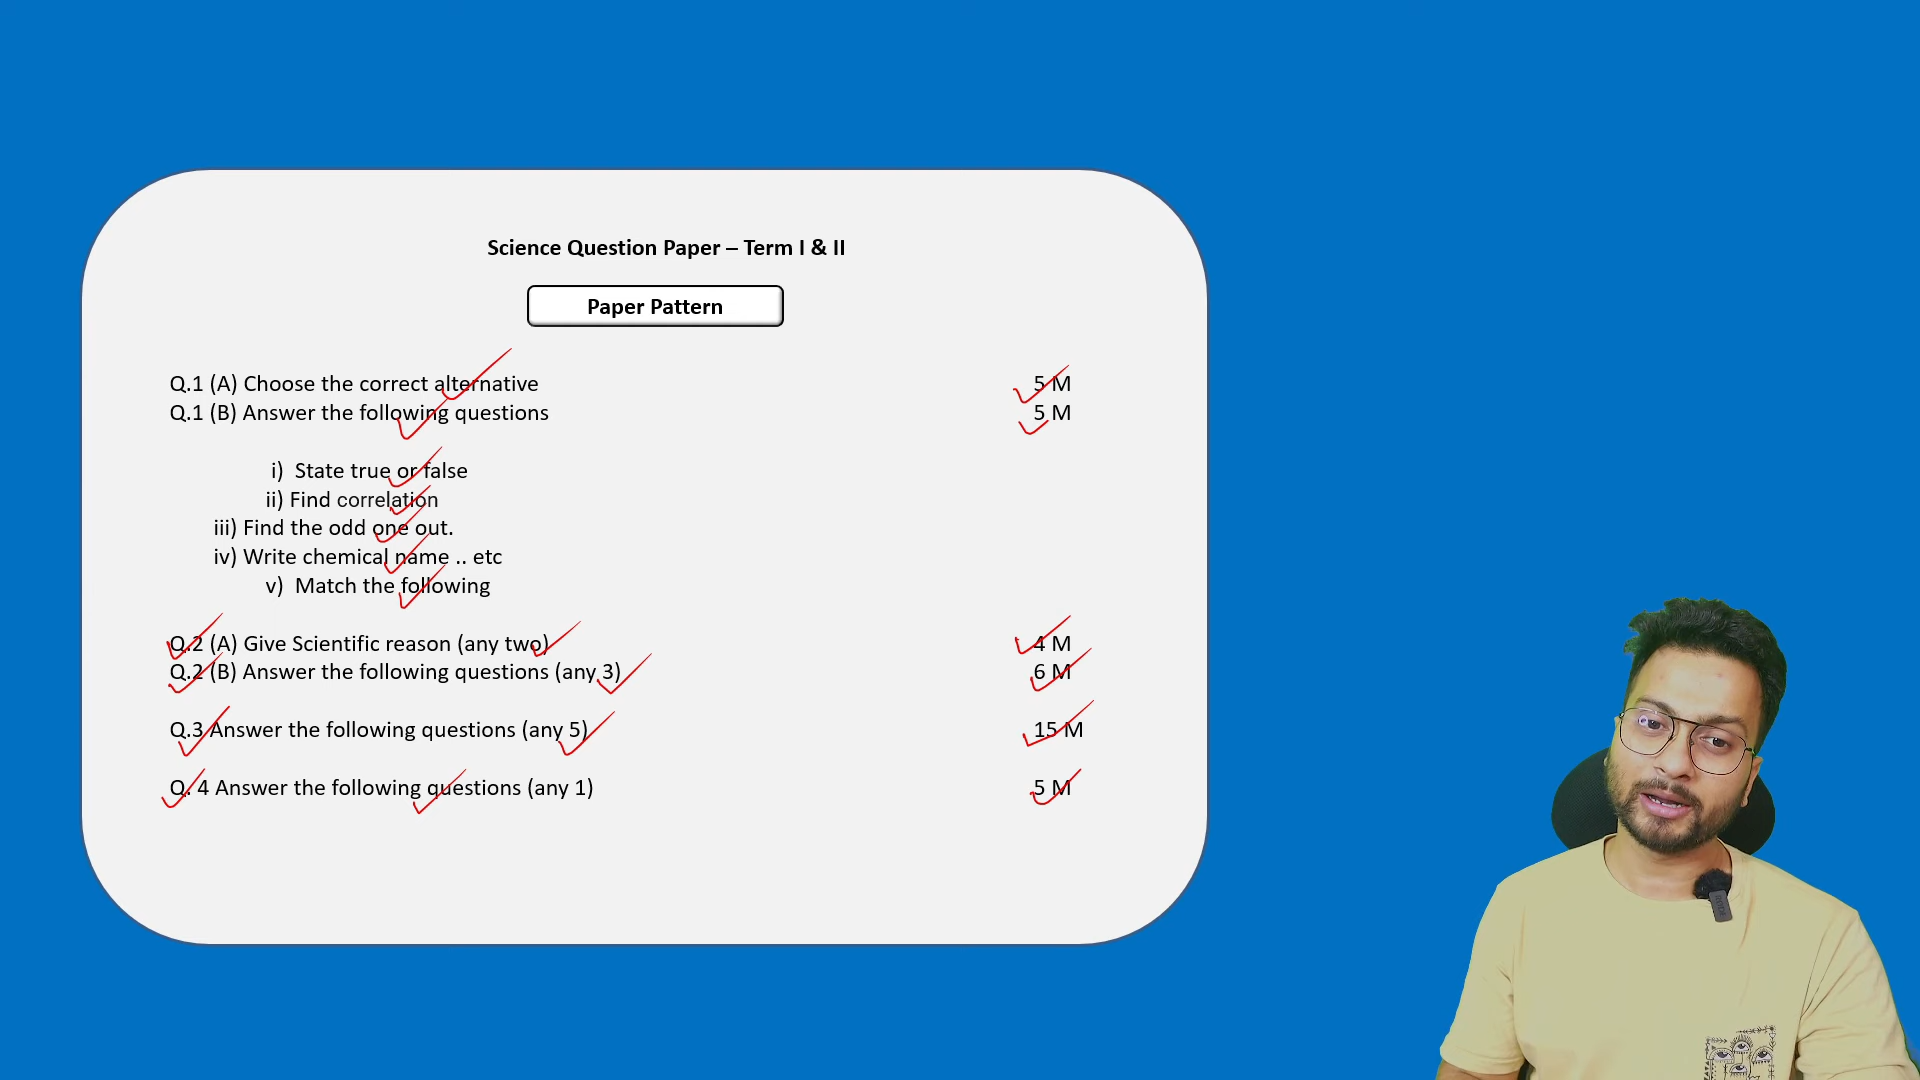 Science Question Paper – Term I & II
Paper Pattern
Q.1 (A) Choose the correct alternative 5 M
Q.1 (B) Answer the following questions 5 M
i) State true or false
ii) Find correlation
iii) Find the odd one out.
iv) Write chemical name .. etc
v) Match the following
Q.2 (A) Give Scientific reason (any two) 4 M
Q.2 (B) Answer the following questions (any 3) 6 M
Q.3 Answer the following questions (any 5) 15 M
Q. 4 Answer the following questions (any 1) 5 M